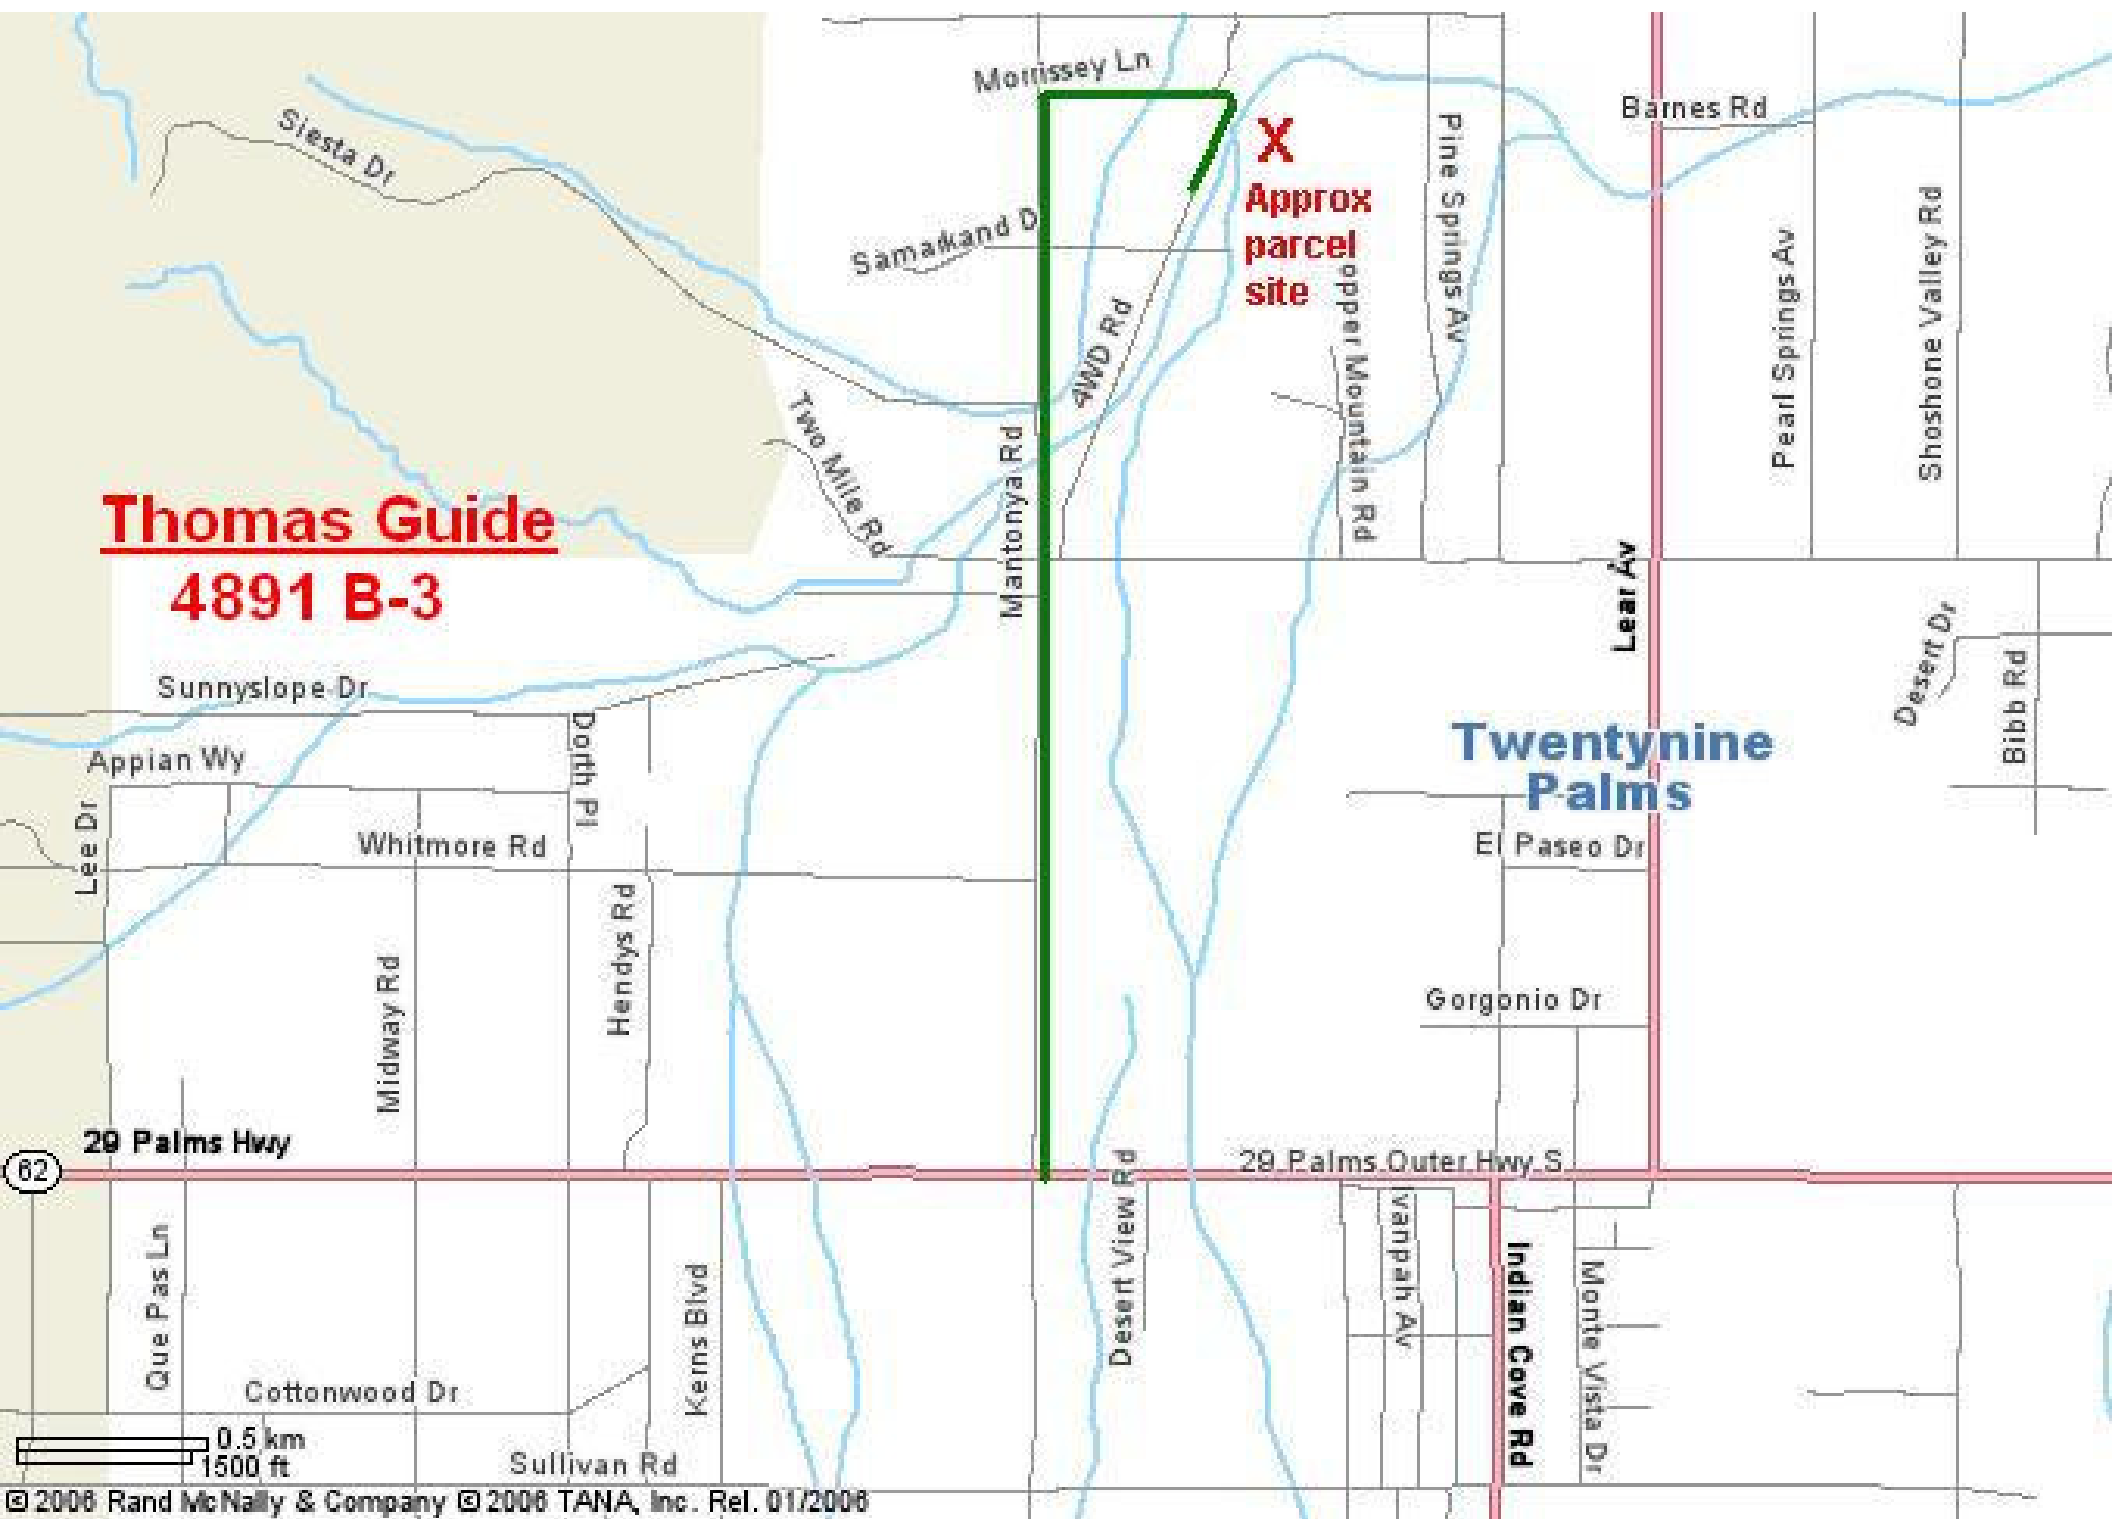 Morrissey Ln
Barnes Rd
Siesta Dr
X
Approx
parcel
site
Pine Springs Av
Samarkand D
Shoshone Valley Rd
Pearl Springs Av
opper Mountain Rd
4WD Rd
Two Mile Rd
Mantonya Rd
Thomas Guide
4891 B-3
Lear Av
Desert Dr
Bibb Rd
Sunnyslope Dr
Dorth Pl
Appian Wy
Twentynine
Palms
Lee Dr
Whitmore Rd
El Paseo Dr
Hendys Rd
Midway Rd
Gorgonio Dr
29 Palms Hwy
62
29 Palms Outer Hwy S
Desert View Rd
Ivanpah Av
Que Pas Ln
Kerns Blvd
Indian Cove Rd
Monte Vista Dr
Cottonwood Dr
0.5 km
1500 ft
Sullivan Rd
© 2006 Rand McNally & Company © 2006 TANA, Inc. Rel. 01/2006